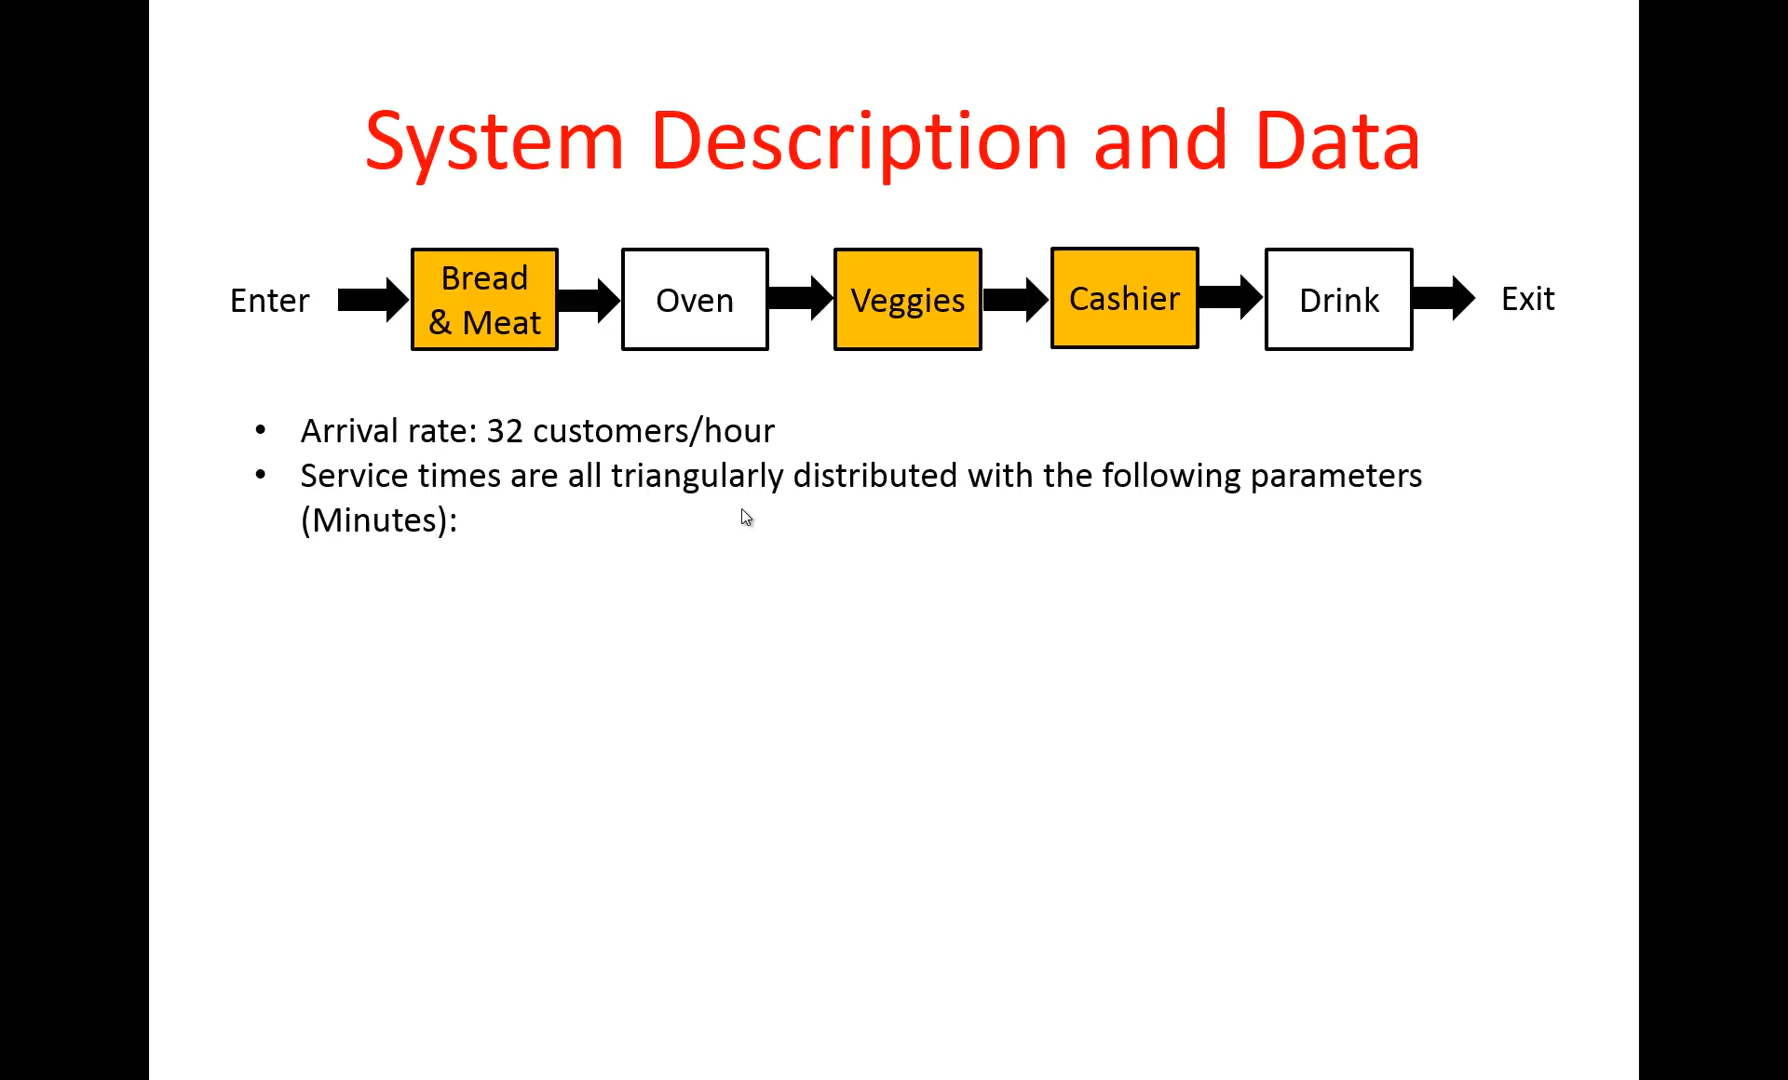 System Description and Data
Enter
Bread
& Meat
Oven
Veggies
Cashier
Drink
Exit
• Arrival rate: 32 customers/hour
• Service times are all triangularly distributed with the following parameters
(Minutes):